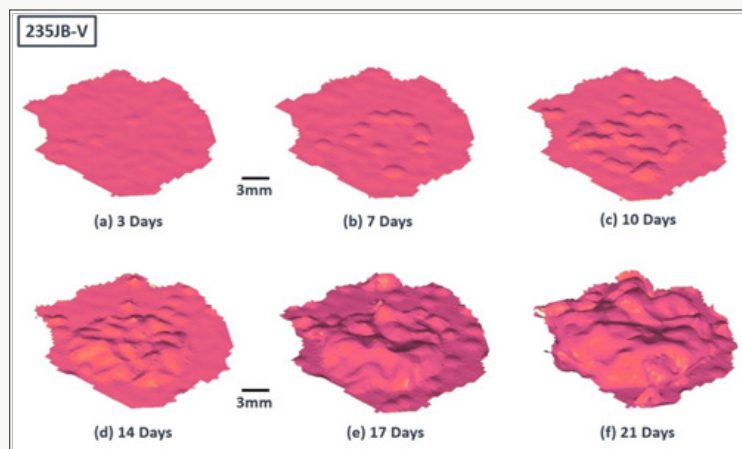 235JB-V
3mm
(a) 3 Days
(b) 7 Days
(c) 10 Days
3mm
(d) 14 Days
(e) 17 Days
(f) 21 Days